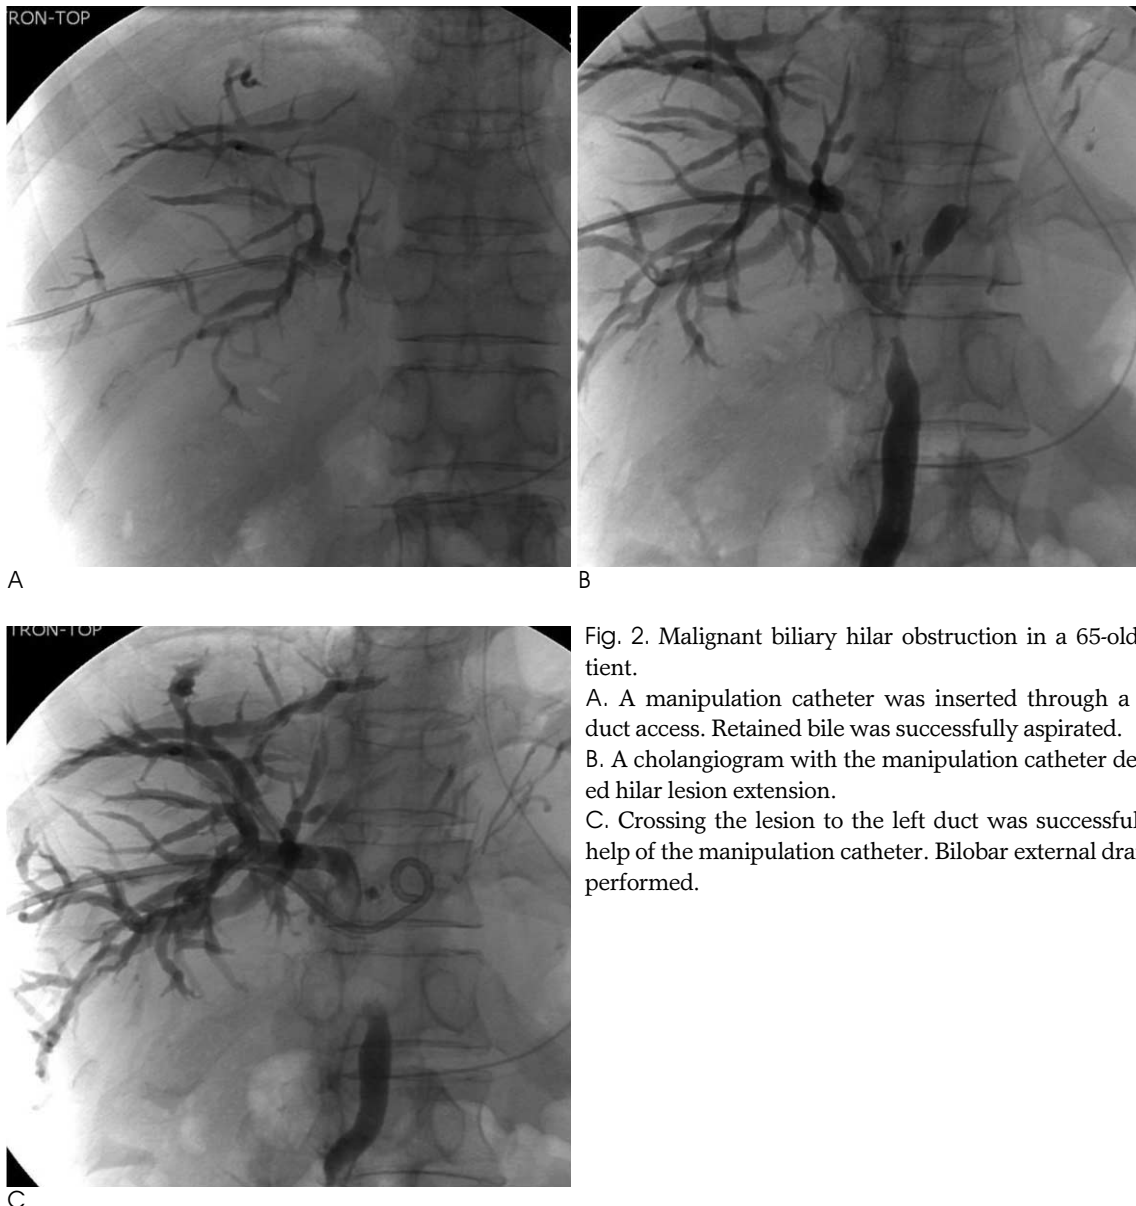 RON-TOP
A
B
TRON-TOP
C
Fig. 2. Malignant biliary hilar obstruction in a 65-old
tient.
A. A manipulation catheter was inserted through a
duct access. Retained bile was successfully aspirated.
B. A cholangiogram with the manipulation catheter de
ed hilar lesion extension.
C. Crossing the lesion to the left duct was successful
help of the manipulation catheter. Bilobar external dra
performed.